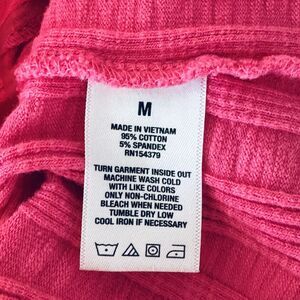 M
MADE IN VIETNAM
95% COTTON
5% SPANDEX
RN154379
TURN GARMENT INSIDE OUT
MACHINE WASH COLD
WITH LIKE COLORS
ONLY NON-CHLORINE
BLEACH WHEN NEEDED
TUMBLE DRY LOW
COOL IRON IF NECESSARY